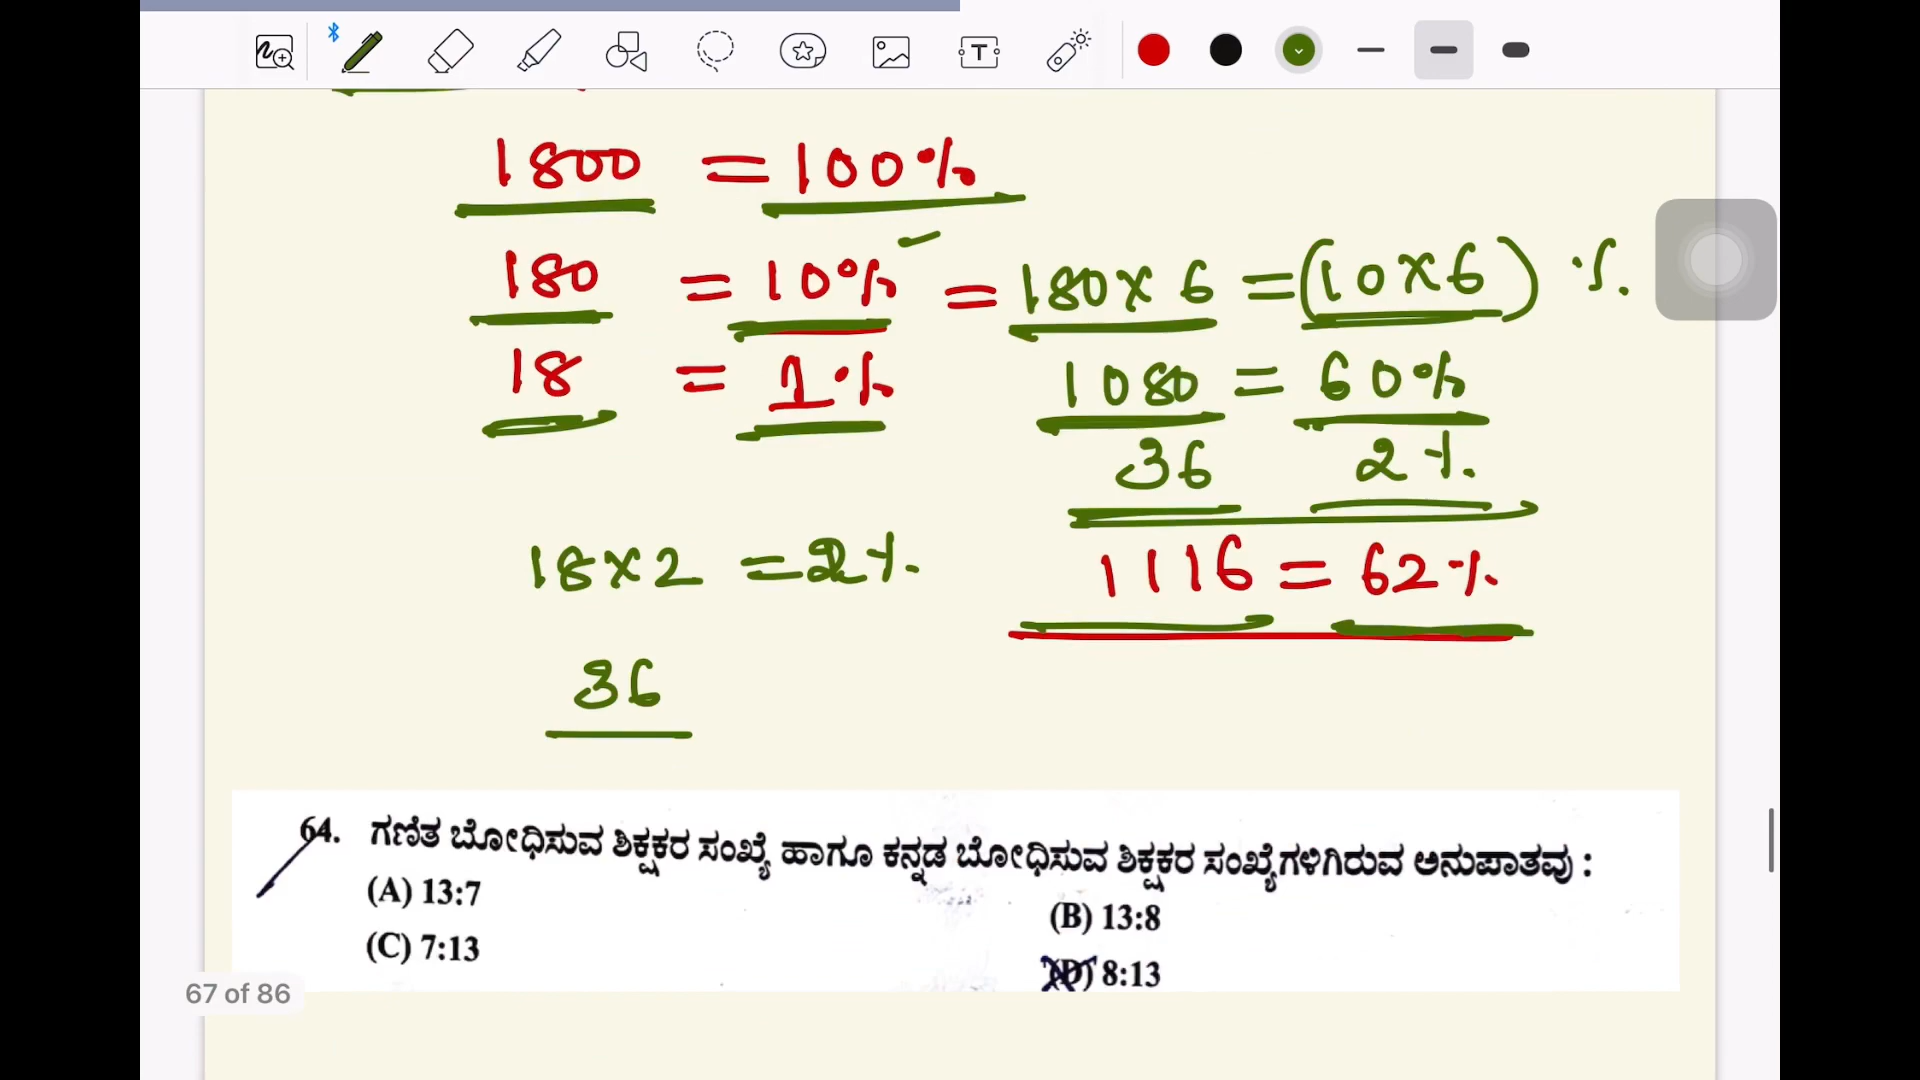 1800 = 100%
180 = 10% = 180 × 6 = (10 × 6) %
18 = 1%
1080 = 60%
36 2%
18 × 2 = 2%
1116 = 62%
36
64. ಗಣಿತ ಬೋಧಿಸುವ ಶಿಕ್ಷಕರ ಸಂಖ್ಯೆ ಹಾಗೂ ಕನ್ನಡ ಬೋಧಿಸುವ ಶಿಕ್ಷಕರ ಸಂಖ್ಯೆಗಳಿಗಿರುವ ಅನುಪಾತವು :
(A) 13:7
(B) 13:8
(C) 7:13
(D) 8:13
67 of 86